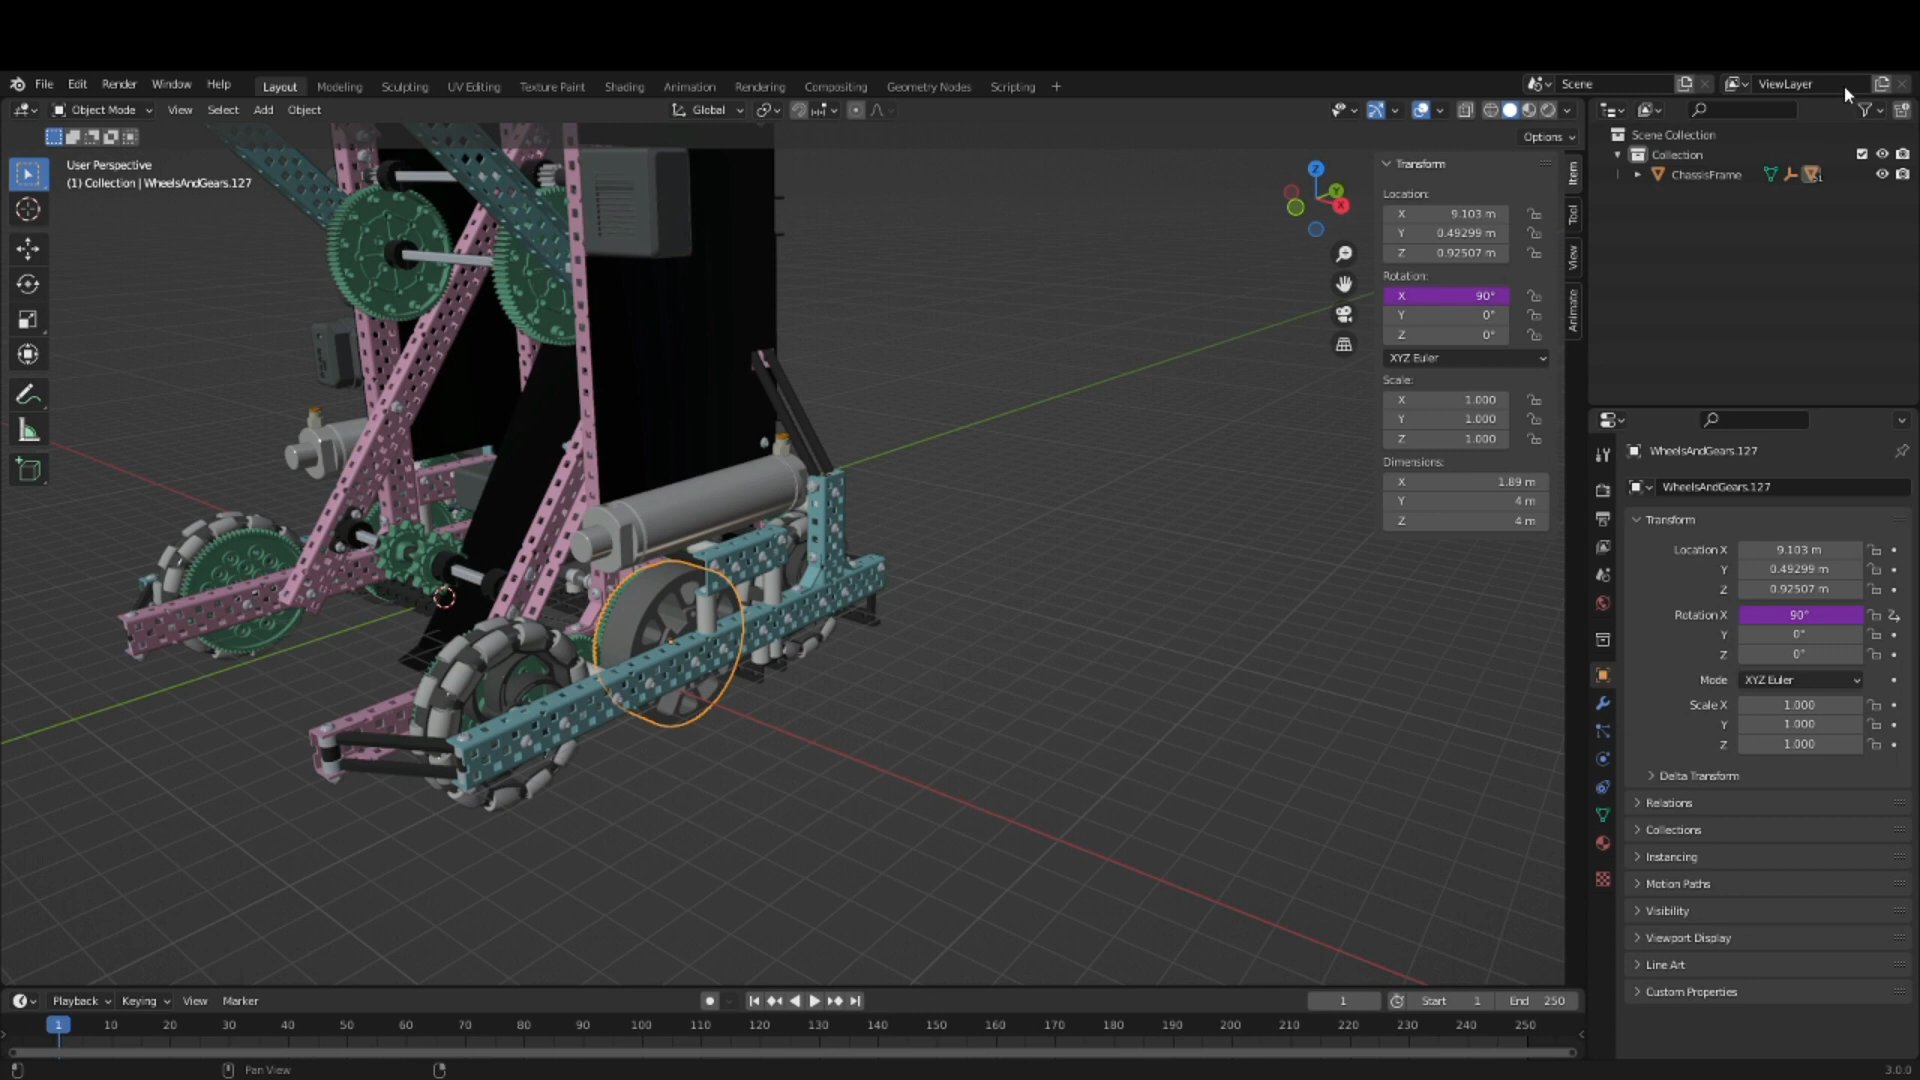 File Edit Render Window Help Layout Modeling Sculpting UV Editing Texture Paint Shading Animation Rendering Compositing Geometry Nodes Scripting + Scene ViewLayer
Object Mode View Select Add Object Global
Options
User Perspective
(1) Collection | WheelsAndGears.127
Transform
Location:
X 9.103 m
Y 0.49299 m
Z 0.92507 m
Rotation:
X 90°
Y 0°
Z 0°
XYZ Euler
Scale:
X 1.000
Y 1.000
Z 1.000
Dimensions:
X 1.89 m
Y 4 m
Z 4 m
Item
Tool
View
Animate
Z
Y
X
Scene Collection
Collection
ChassisFrame
WheelsAndGears.127
WheelsAndGears.127
Transform
Location X 9.103 m
Y 0.49299 m
Z 0.92507 m
Rotation X 90°
Y 0°
Z 0°
Mode XYZ Euler
Scale X 1.000
Y 1.000
Z 1.000
Delta Transform
Relations
Collections
Instancing
Motion Paths
Visibility
Viewport Display
Line Art
Custom Properties
Playback Keying View Marker 1 Start 1 End 250
1 10 20 30 40 50 60 70 80 90 100 110 120 130 140 150 160 170 180 190 200 210 220 230 240 250
Pan View 3.0.0